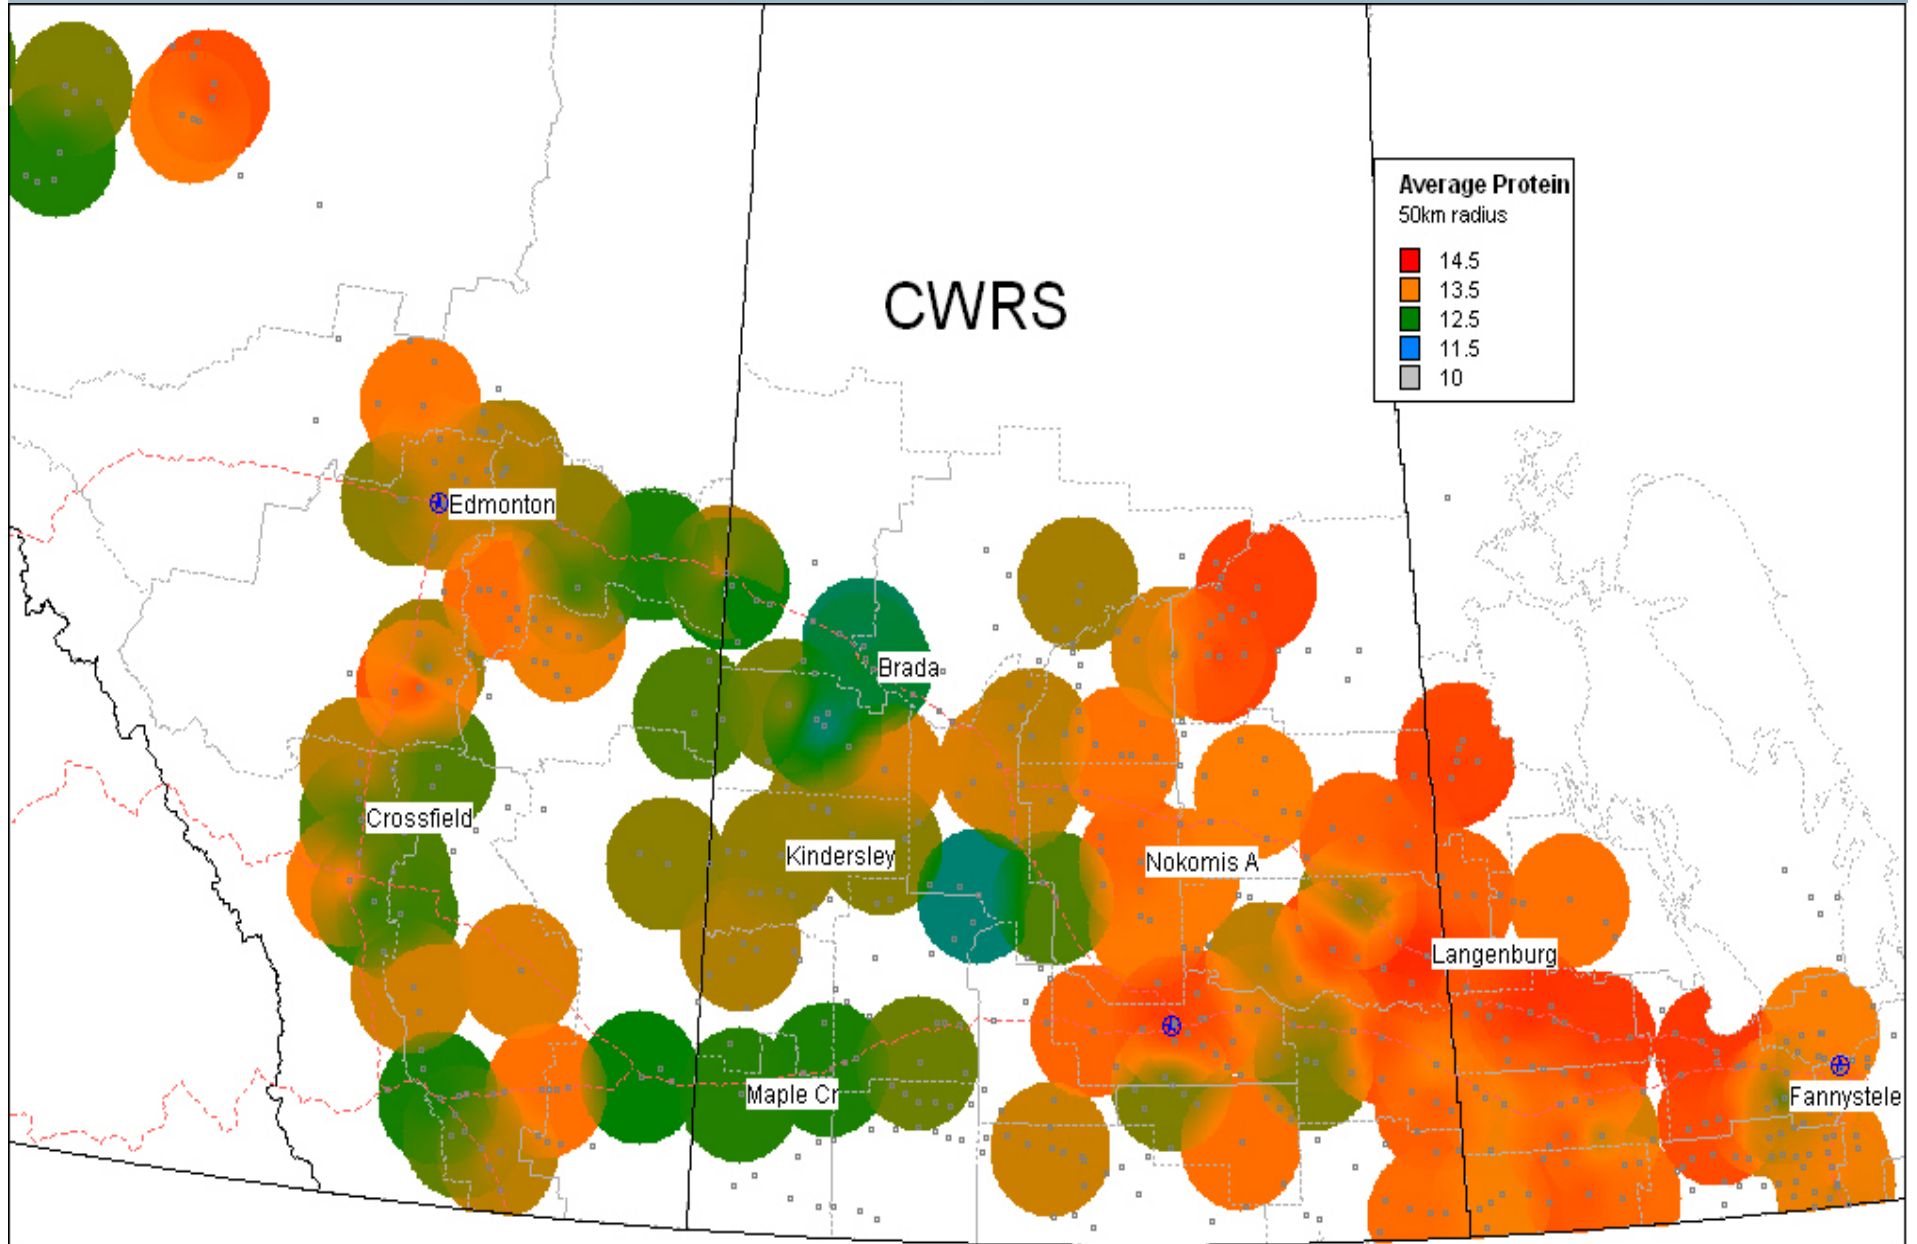 Average Protein
50km radius
14.5
13.5
12.5
11.5
10
CWRS
Edmonton
Brada
Crossfield
Kindersley
Nokomis A
Langenburg
Maple Cr
Fannystele